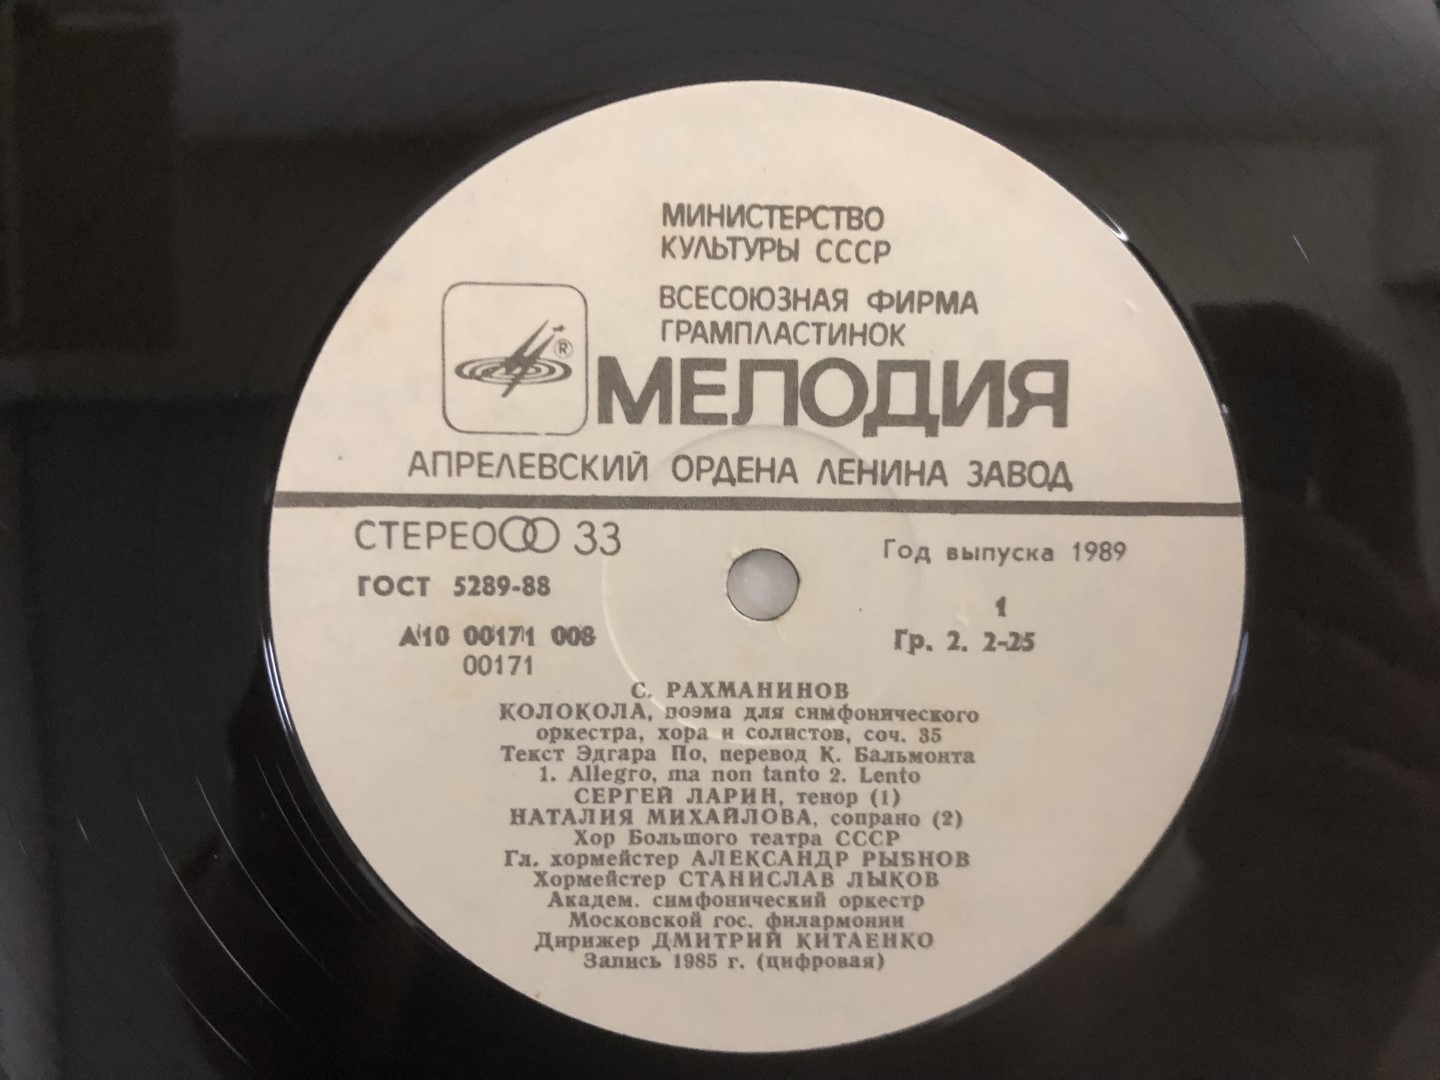 МИНИСТЕРСТВО
КУЛЬТУРЫ СССР
ВСЕСОЮЗНАЯ ФИРМА
ГРАМПЛАСТИНОК
®
МЕЛОДИЯ
АПРЕЛЕВСКИЙ ОРДЕНА ЛЕНИНА ЗАВОД
СТЕРЕО 33
Год выпуска 1989
ГОСТ 5289-88
1
А10 00171 008
Гр. 2. 2-25
00171
С. РАХМАНИНОВ
КОЛОКОЛА, поэма для симфонического
оркестра, хора и солистов, соч. 35
Текст Эдгара По, перевод К. Бальмонта
1. Allegro, ma non tanto 2. Lento
СЕРГЕЙ ЛАРИН, тенор (1)
НАТАЛИЯ МИХАЙЛОВА, сопрано (2)
Хор Большого театра СССР
Гл. хормейстер АЛЕКСАНДР РЫБНОВ
Хормейстер СТАНИСЛАВ ЛЫКОВ
Академ. симфонический оркестр
Московской гос. филармонии
Дирижер ДМИТРИЙ КИТАЕНКО
Запись 1985 г. (цифровая)